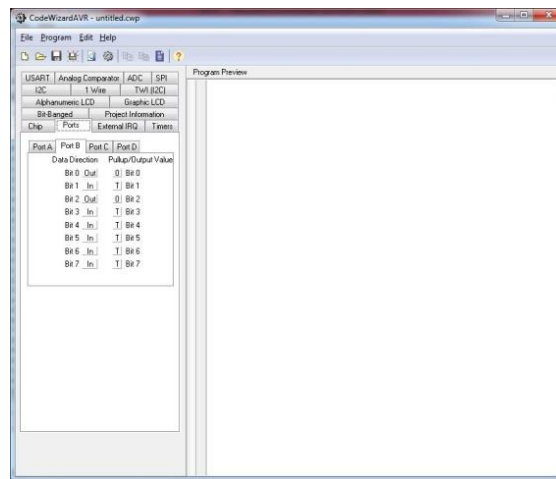 CodeWizardAVR - untitled.cwp
File Program Edit Help
Program Preview
USART Analog Comparator ADC SPI
I2C 1 Wire TWI (I2C)
Alphanumeric LCD Graphic LCD
Bit-Banged Project Information
Chip Ports External IRQ Timers
Port A Port B Port C Port D
Data Direction Pullup/Output Value
Bit 0 Out 0 Bit 0
Bit 1 In T Bit 1
Bit 2 Out 0 Bit 2
Bit 3 In T Bit 3
Bit 4 In T Bit 4
Bit 5 In T Bit 5
Bit 6 In T Bit 6
Bit 7 In T Bit 7